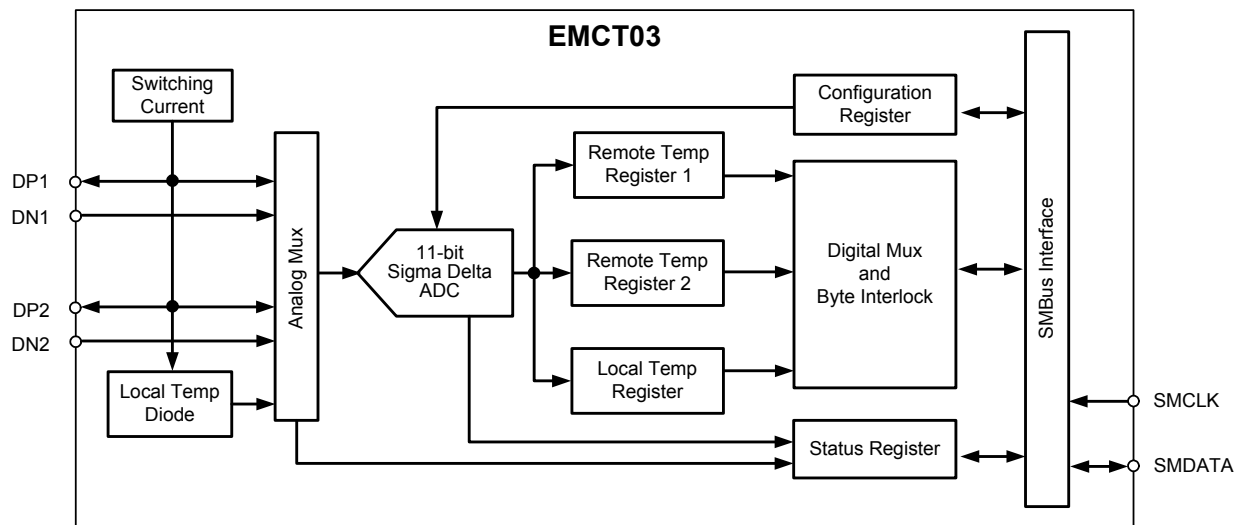 EMCT03
Switching
Current
Configuration
Register
DP1
DN1
DP2
DN2
Analog Mux
11-bit
Sigma Delta
ADC
Remote Temp
Register 1
Remote Temp
Register 2
Local Temp
Register
Digital Mux
and
Byte Interlock
SMBus Interface
Local Temp
Diode
Status Register
SMCLK
SMDATA